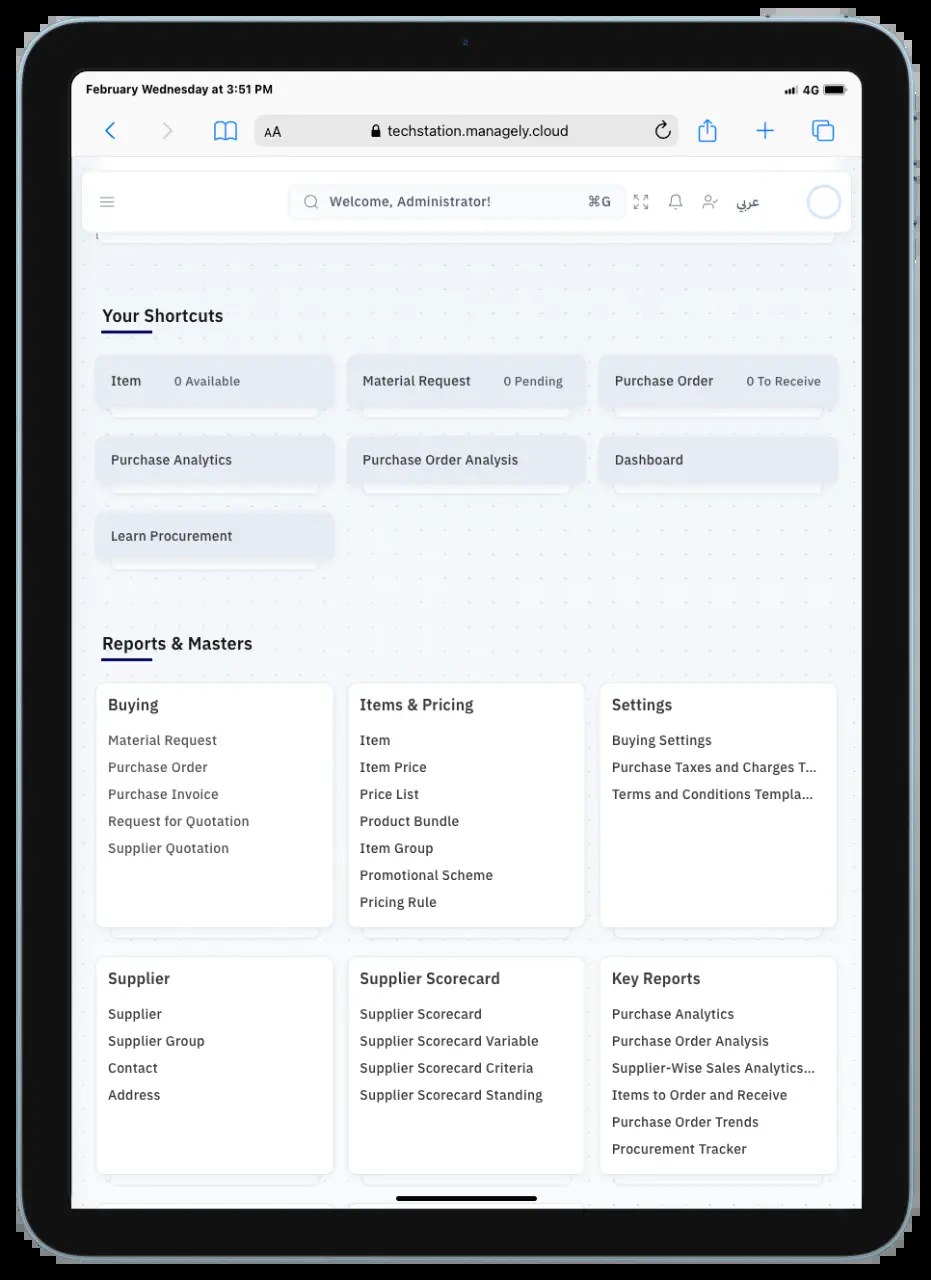 February Wednesday at 3:51 PM
4G
AA
techstation.managely.cloud
Welcome, Administrator!
⌘G
عربي
Your Shortcuts
Item 0 Available
Material Request 0 Pending
Purchase Order 0 To Receive
Purchase Analytics
Purchase Order Analysis
Dashboard
Learn Procurement
Reports & Masters
Buying
Material Request
Purchase Order
Purchase Invoice
Request for Quotation
Supplier Quotation
Items & Pricing
Item
Item Price
Price List
Product Bundle
Item Group
Promotional Scheme
Pricing Rule
Settings
Buying Settings
Purchase Taxes and Charges T...
Terms and Conditions Templa...
Supplier
Supplier
Supplier Group
Contact
Address
Supplier Scorecard
Supplier Scorecard
Supplier Scorecard Variable
Supplier Scorecard Criteria
Supplier Scorecard Standing
Key Reports
Purchase Analytics
Purchase Order Analysis
Supplier-Wise Sales Analytics...
Items to Order and Receive
Purchase Order Trends
Procurement Tracker